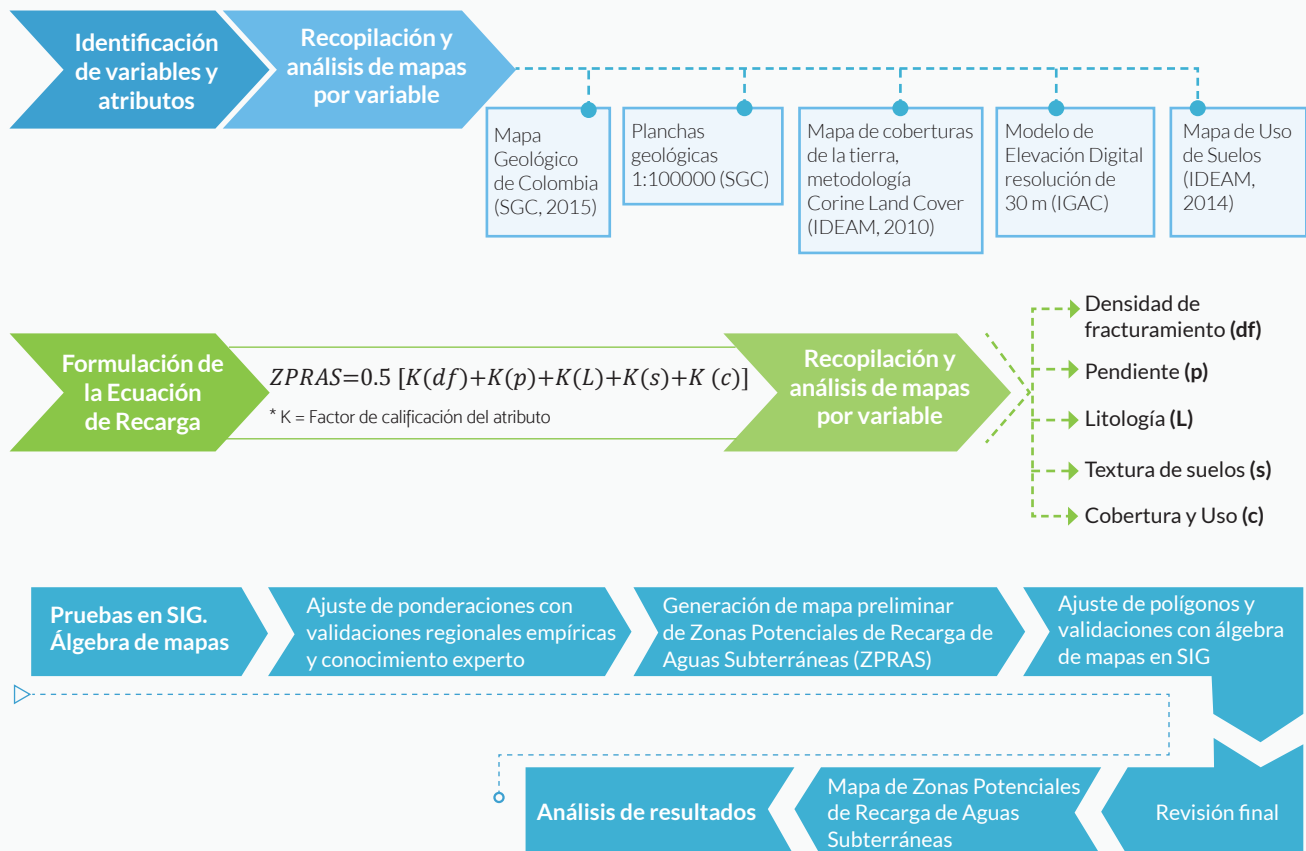 Identificación
de variables y
atributos
Recopilación y
análisis de mapas
por variable
Mapa
Geológico
de Colombia
(SGC, 2015)
Planchas
geológicas
1:100000 (SGC)
Mapa de coberturas
de la tierra,
metodología
Corine Land Cover
(IDEAM, 2010)
Modelo de
Elevación Digital
resolución de
30 m (IGAC)
Mapa de Uso
de Suelos
(IDEAM,
2014)
Formulación de
la Ecuación
de Recarga
ZPRAS=0.5 [K(df)+K(p)+K(L)+K(s)+K (c)]
* K = Factor de calificación del atributo
Recopilación y
análisis de mapas
por variable
Densidad de
fracturamiento (df)
Pendiente (p)
Litología (L)
Textura de suelos (s)
Cobertura y Uso (c)
Pruebas en SIG.
Álgebra de mapas
Ajuste de ponderaciones con
validaciones regionales empíricas
y conocimiento experto
Generación de mapa preliminar
de Zonas Potenciales de Recarga de
Aguas Subterráneas (ZPRAS)
Ajuste de polígonos y
validaciones con álgebra
de mapas en SIG
Revisión final
Mapa de Zonas Potenciales
de Recarga de Aguas
Subterráneas
Análisis de resultados